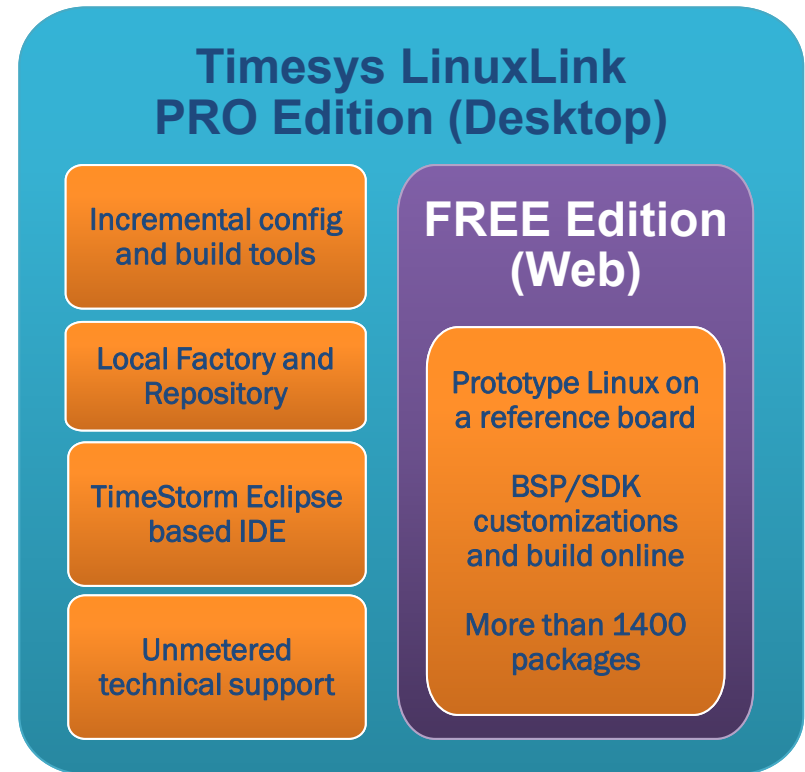 Timesys LinuxLink
PRO Edition (Desktop)
Incremental config
and build tools
Local Factory and
Repository
TimeStorm Eclipse
based IDE
Unmetered
technical support
FREE Edition
(Web)
Prototype Linux on
a reference board
BSP/SDK
customizations
and build online
More than 1400
packages